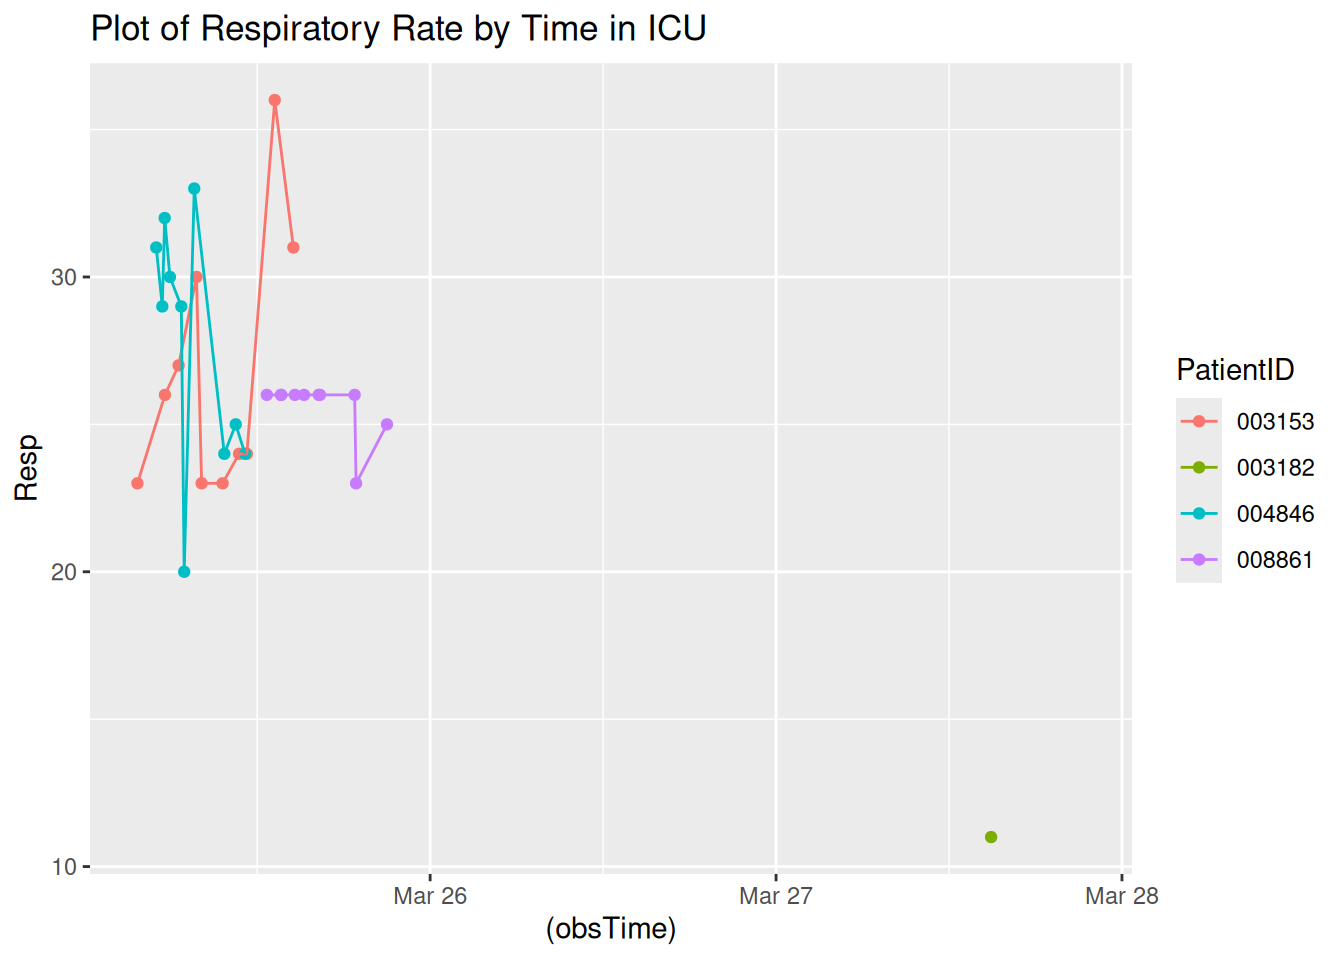 Plot of Respiratory Rate by Time in ICU
Resp
30
20
10
Mar 26
Mar 27
Mar 28
(obsTime)
PatientID
003153
003182
004846
008861